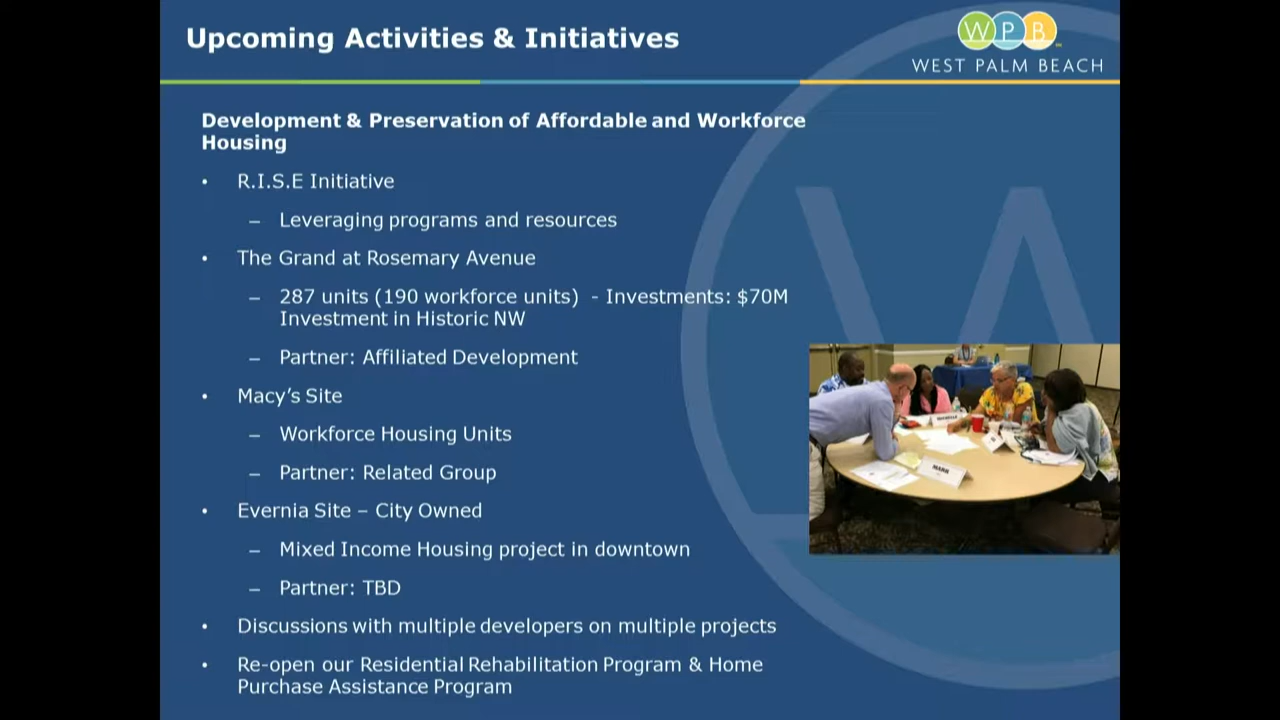 Upcoming Activities & Initiatives
W P B
WEST PALM BEACH
Development & Preservation of Affordable and Workforce
Housing
• R.I.S.E Initiative
– Leveraging programs and resources
• The Grand at Rosemary Avenue
– 287 units (190 workforce units) - Investments: $70M
Investment in Historic NW
– Partner: Affiliated Development
• Macy's Site
– Workforce Housing Units
– Partner: Related Group
• Evernia Site – City Owned
– Mixed Income Housing project in downtown
– Partner: TBD
• Discussions with multiple developers on multiple projects
• Re-open our Residential Rehabilitation Program & Home
Purchase Assistance Program
MARK